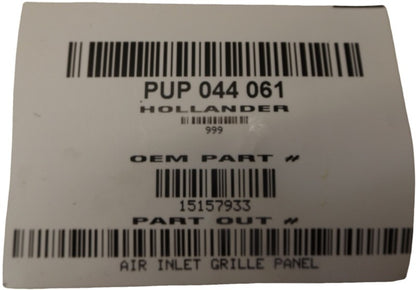 PUP 044 061
HOLLANDER
999
OEM PART #
15157933
PART OUT #
AIR INLET GRILLE PANEL